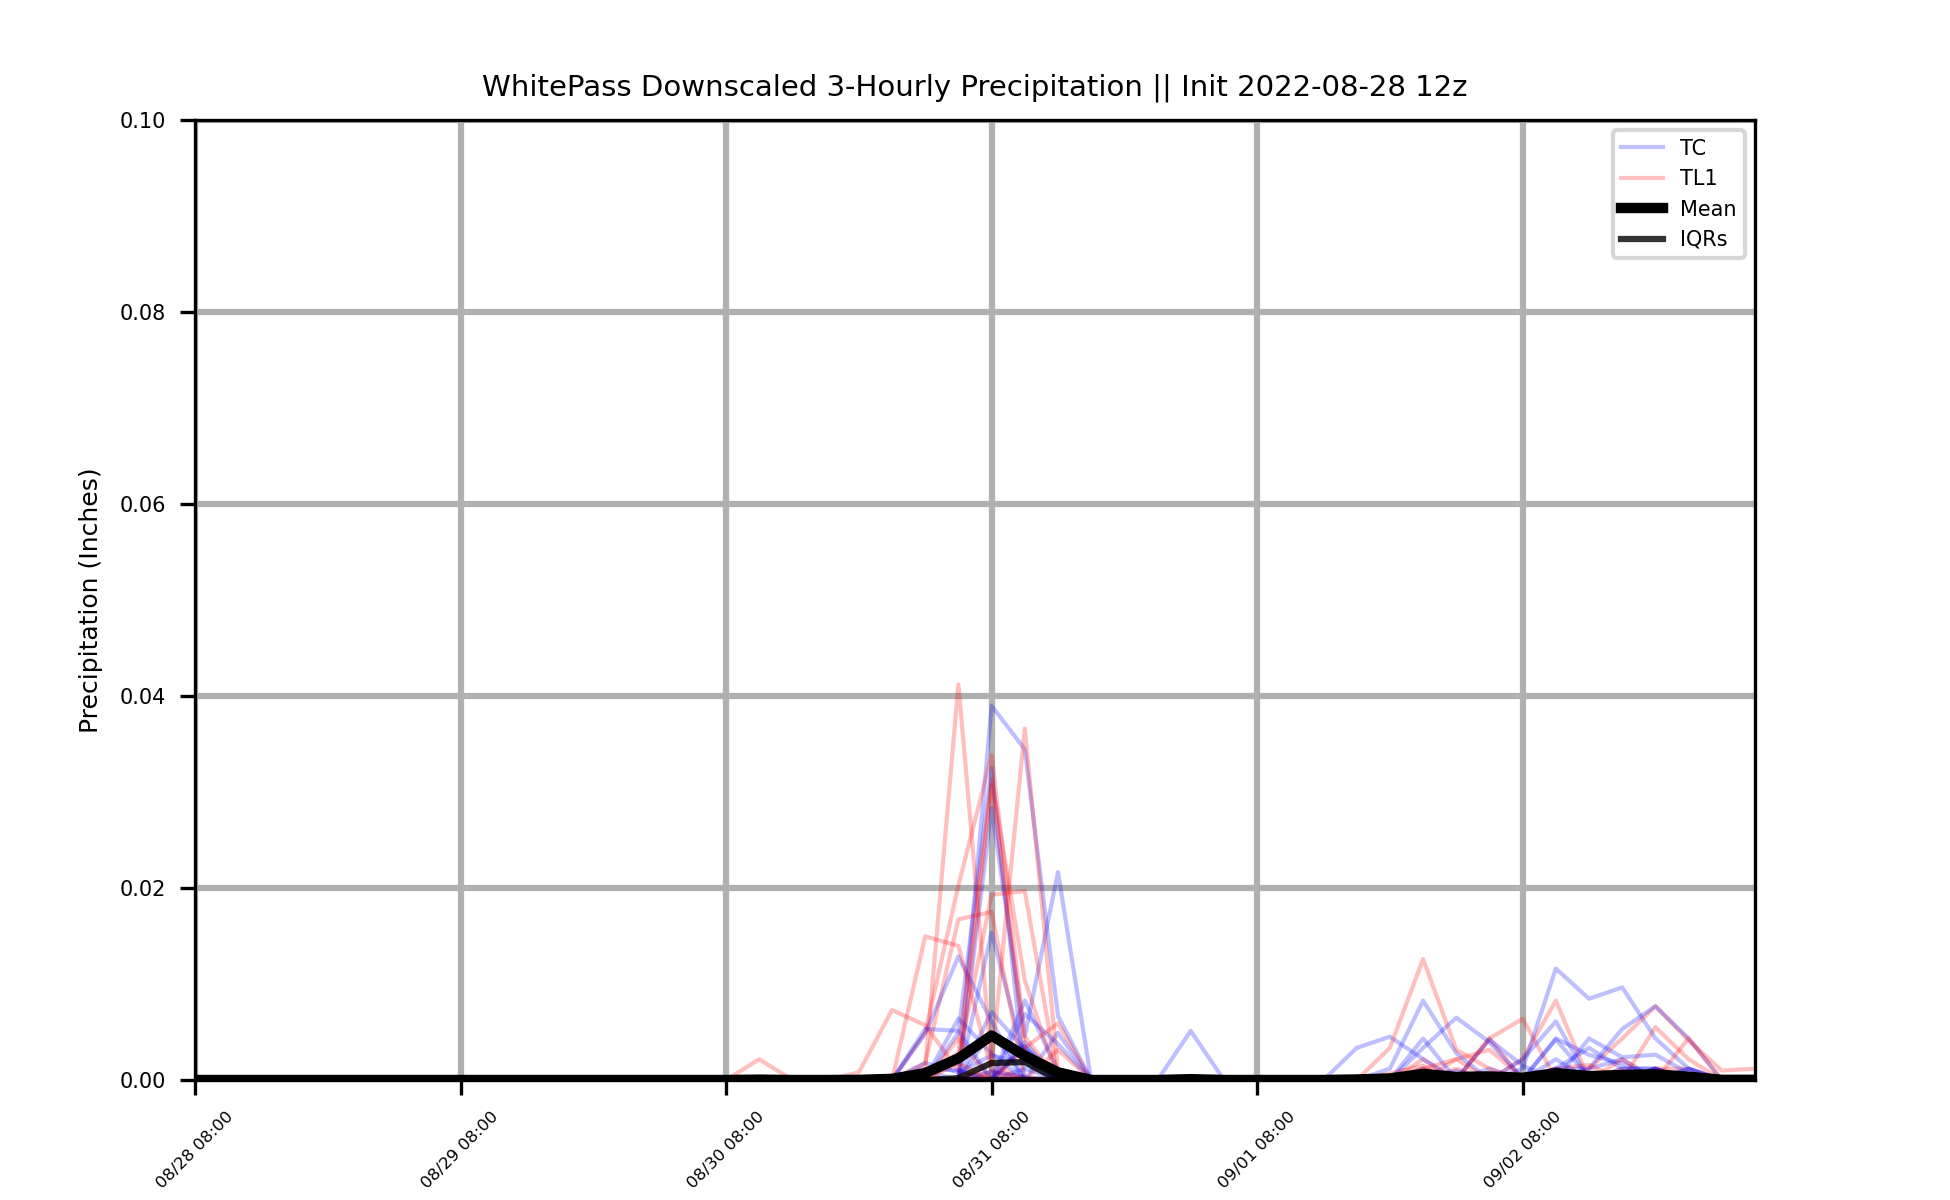 WhitePass Downscaled 3-Hourly Precipitation || Init 2022-08-28 12z
0.10
0.08
0.06
0.04
0.02
0.00
Precipitation (Inches)
TC
TL1
Mean
IQRs
08/28 08:00
08/29 08:00
08/30 08:00
08/31 08:00
09/01 08:00
09/02 08:00